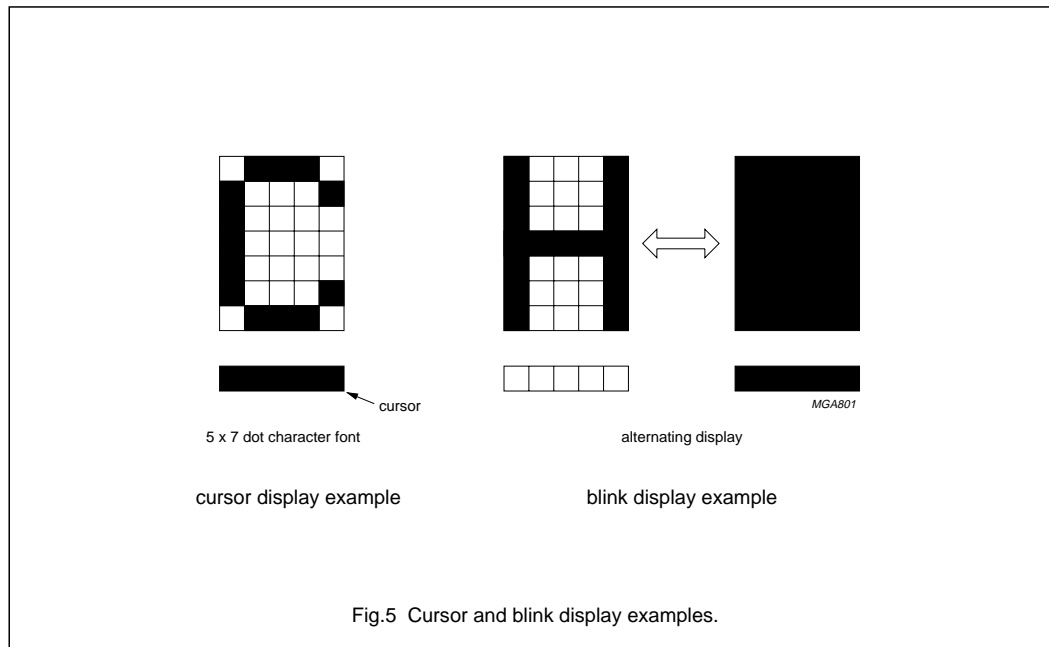 cursor
MGA801
5 x 7 dot character font
alternating display
cursor display example
blink display example
Fig.5 Cursor and blink display examples.